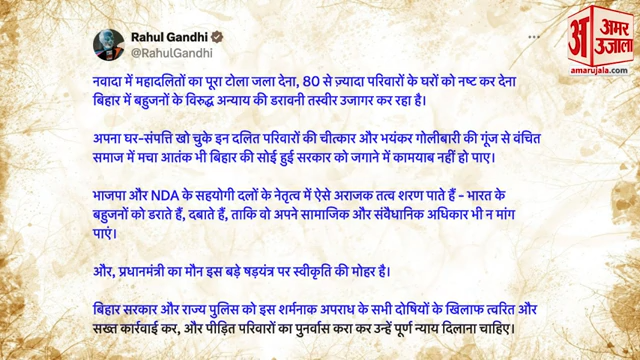 Rahul Gandhi
@RahulGandhi
अ अमर
उजाला
amarujala.com
नवादा में महादलितों का पूरा टोला जला देना, 80 से ज़्यादा परिवारों के घरों को नष्ट कर देना
बिहार में बहुजनों के विरुद्ध अन्याय की डरावनी तस्वीर उजागर कर रहा है।
अपना घर-संपत्ति खो चुके इन दलित परिवारों की चीत्कार और भयंकर गोलीबारी की गूंज से वंचित
समाज में मचा आतंक भी बिहार की सोई हुई सरकार को जगाने में कामयाब नहीं हो पाए।
भाजपा और NDA के सहयोगी दलों के नेतृत्व में ऐसे अराजक तत्व शरण पाते हैं - भारत के
बहुजनों को डराते हैं, दबाते हैं, ताकि वो अपने सामाजिक और संवैधानिक अधिकार भी न मांग
पाएं।
और, प्रधानमंत्री का मौन इस बड़े षड्यंत्र पर स्वीकृति की मोहर है।
बिहार सरकार और राज्य पुलिस को इस शर्मनाक अपराध के सभी दोषियों के खिलाफ त्वरित और
सख्त कार्रवाई कर, और पीड़ित परिवारों का पुनर्वास करा कर उन्हें पूर्ण न्याय दिलाना चाहिए।